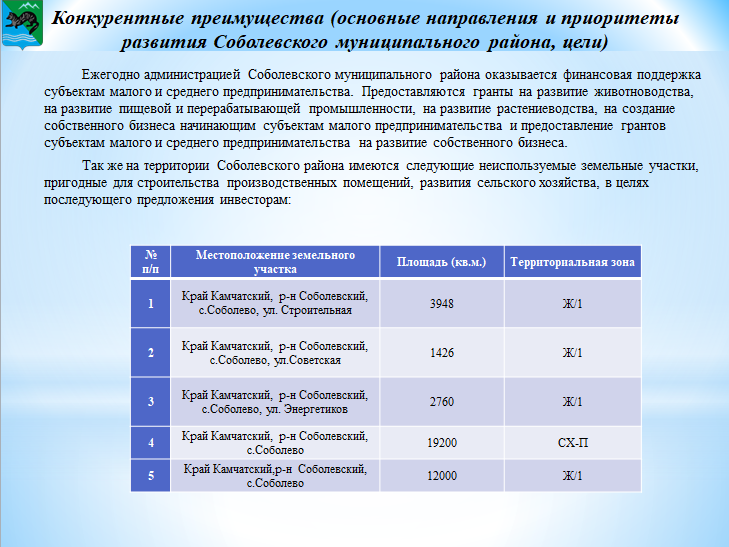 Конкурентные преимущества (основные направления и приоритеты
развития Соболевского муниципального района, цели)
Ежегодно администрацией Соболевского муниципального района оказывается финансовая поддержка
субъектам малого и среднего предпринимательства. Предоставляются гранты на развитие животноводства,
на развитие пищевой и перерабатывающей промышленности, на развитие растениеводства, на создание
собственного бизнеса начинающим субъектам малого предпринимательства и предоставление грантов
субъектам малого и среднего предпринимательства на развитие собственного бизнеса.
Так же на территории Соболевского района имеются следующие неиспользуемые земельные участки,
пригодные для строительства производственных помещений, развития сельского хозяйства, в целях
последующего предложения инвесторам:
№ п/п Местоположение земельного участка Площадь (кв.м.) Территориальная зона
1 Край Камчатский, р-н Соболевский, с.Соболево, ул. Строительная 3948 Ж/1
2 Край Камчатский, р-н Соболевский, с.Соболево, ул.Советская 1426 Ж/1
3 Край Камчатский, р-н Соболевский, с.Соболево, ул. Энергетиков 2760 Ж/1
4 Край Камчатский, р-н Соболевский, с.Соболево 19200 СХ-П
5 Край Камчатский,р-н Соболевский, с.Соболево 12000 Ж/1